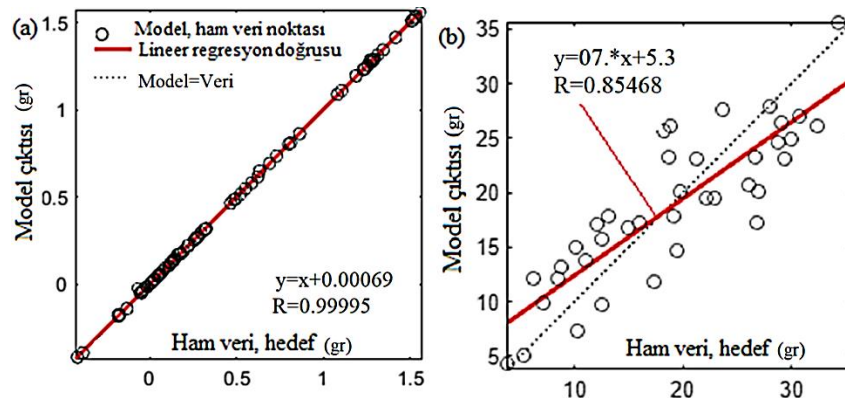 (a)
Model, ham veri noktası
Lineer regresyon doğrusu
Model=Veri
y=x+0.00069
R=0.99995
Model çıktısı (gr)
1.5
1
0.5
0
0
0.5
1
1.5
Ham veri, hedef (gr)
(b)
y=07.*x+5.3
R=0.85468
Model çıktısı (gr)
35
30
25
20
15
10
5
10
20
30
Ham veri, hedef (gr)